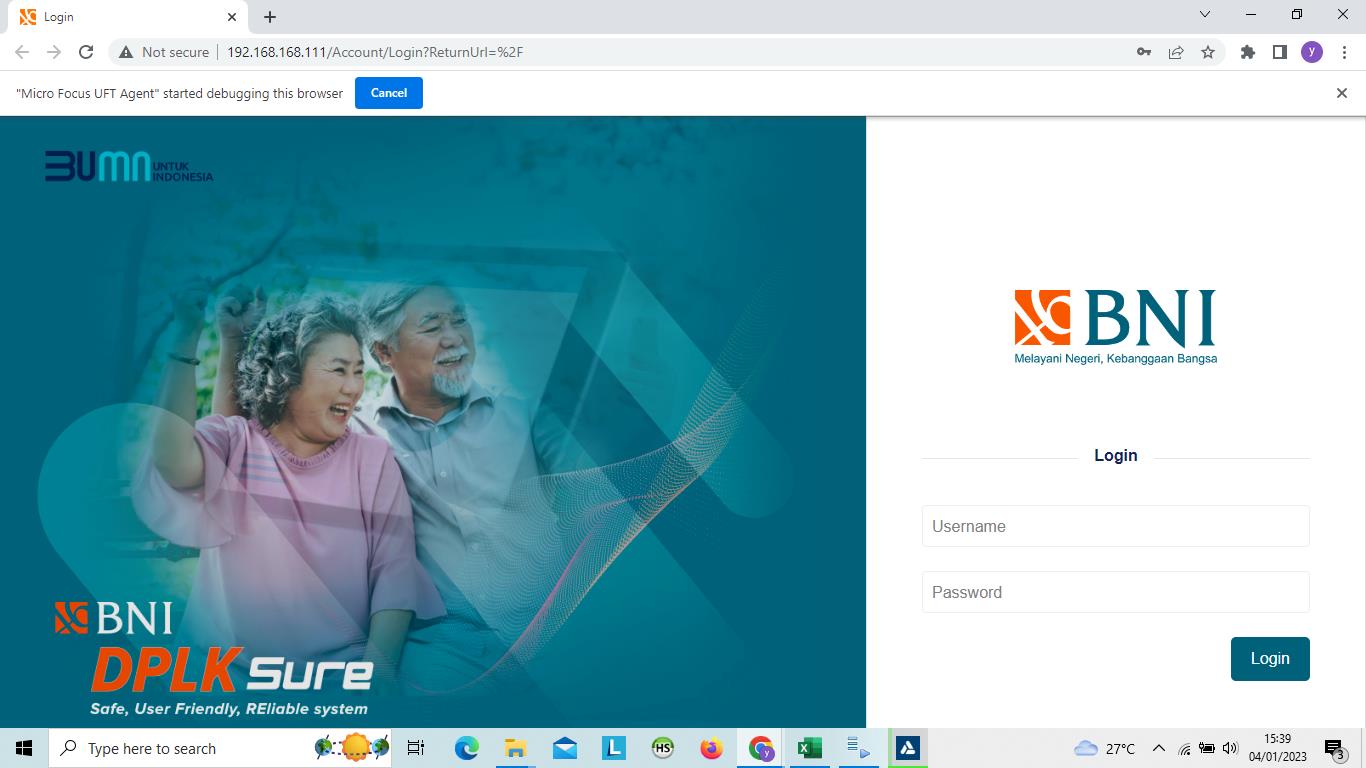 Login
Not secure
192.168.168.111/Account/Login?ReturnUrl=%2F
y
"Micro Focus UFT Agent" started debugging this browser
Cancel
BUMN UNTUK
INDONESIA
BNI
Melayani Negeri, Kebanggaan Bangsa
Login
Username
Password
Login
BNI
DPLK Sure
Safe, User Friendly, REliable system
Type here to search
L
HS
y
27°C
15:39
04/01/2023
3